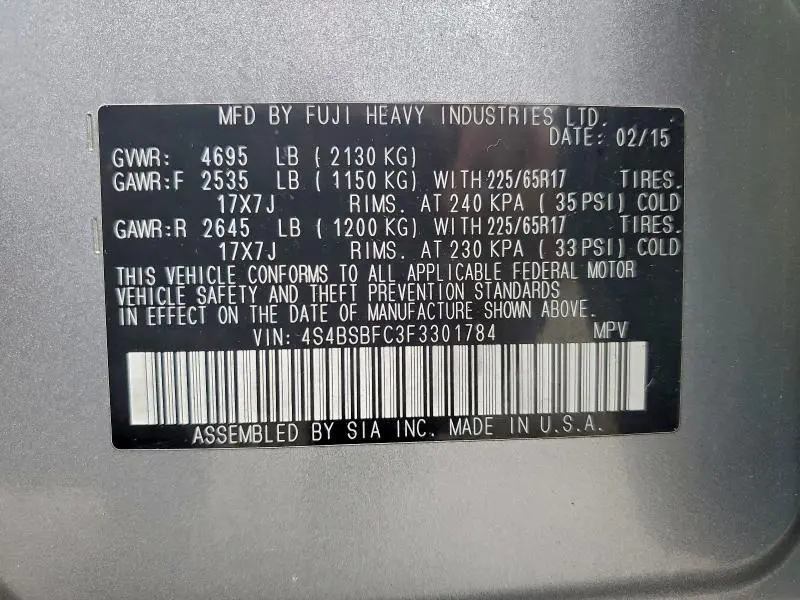 MFD BY FUJI HEAVY INDUSTRIES LTD.
DATE: 02/15
GVWR: 4695 LB ( 2130 KG)
GAWR:F 2535 LB ( 1150 KG) WITH 225/65R17 TIRES.
17X7J RIMS. AT 240 KPA ( 35 PSI) COLD
GAWR:R 2645 LB ( 1200 KG) WITH 225/65R17 TIRES.
17X7J RIMS. AT 230 KPA ( 33 PSI) COLD
THIS VEHICLE CONFORMS TO ALL APPLICABLE FEDERAL MOTOR
VEHICLE SAFETY AND THEFT PREVENTION STANDARDS
IN EFFECT ON THE DATE OF MANUFACTURE SHOWN ABOVE.
VIN: 4S4BSBFC3F3301784 MPV
ASSEMBLED BY SIA INC. MADE IN U.S.A.